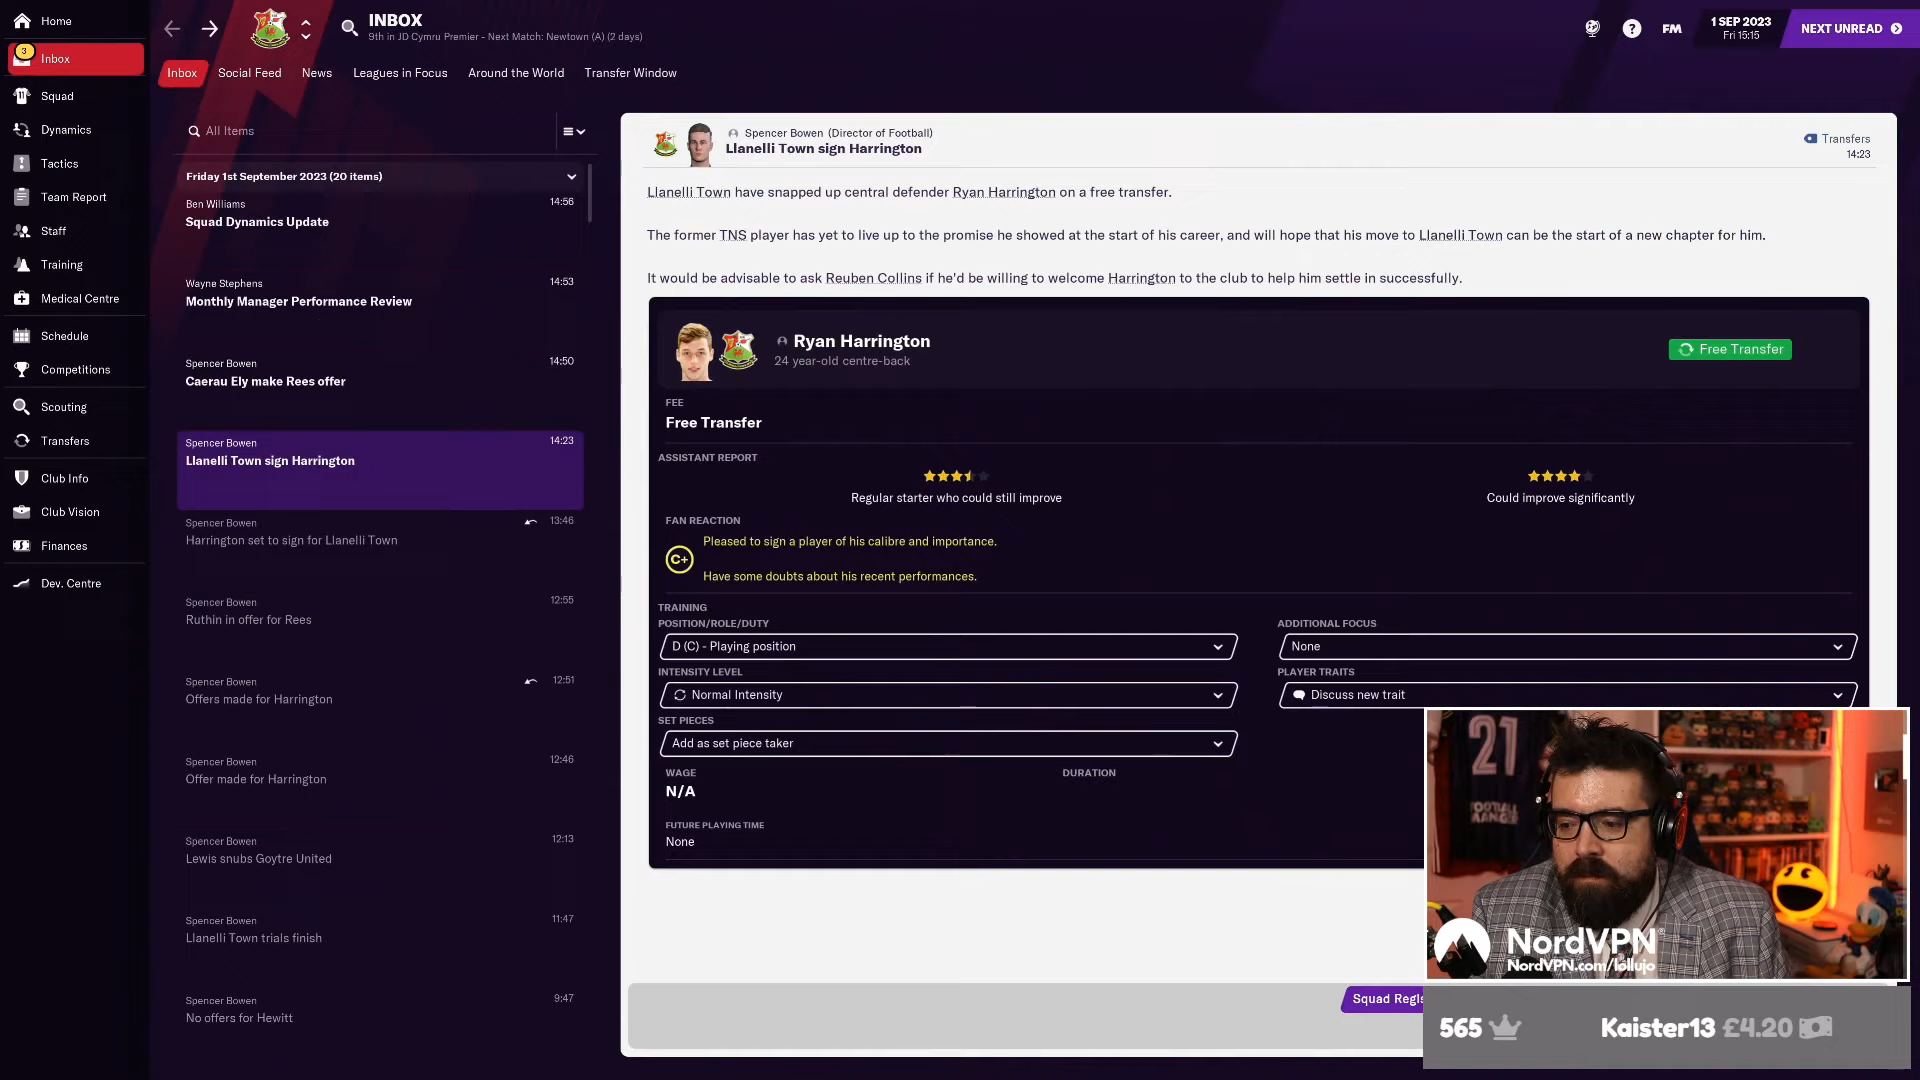 Home
Inbox
3
Squad
Dynamics
Tactics
Team Report
Staff
Training
Medical Centre
Schedule
Competitions
Scouting
Transfers
Club Info
Club Vision
Finances
Dev. Centre
INBOX
9th in JD Cymru Premier - Next Match: Newtown (A) (2 days)
FM
1 SEP 2023
Fri 15:15
NEXT UNREAD
Inbox
Social Feed
News
Leagues in Focus
Around the World
Transfer Window
All Items
Friday 1st September 2023 (20 items)
Ben Williams 14:56
Squad Dynamics Update
Wayne Stephens 14:53
Monthly Manager Performance Review
Spencer Bowen 14:50
Caerau Ely make Rees offer
Spencer Bowen 14:23
Llanelli Town sign Harrington
Spencer Bowen 13:46
Harrington set to sign for Llanelli Town
Spencer Bowen 12:55
Ruthin in offer for Rees
Spencer Bowen 12:51
Offers made for Harrington
Spencer Bowen 12:46
Offer made for Harrington
Spencer Bowen 12:13
Lewis snubs Goytre United
Spencer Bowen 11:47
Llanelli Town trials finish
Spencer Bowen 9:47
No offers for Hewitt
Spencer Bowen (Director of Football)
Llanelli Town sign Harrington
Transfers
14:23
Llanelli Town have snapped up central defender Ryan Harrington on a free transfer.
The former TNS player has yet to live up to the promise he showed at the start of his career, and will hope that his move to Llanelli Town can be the start of a new chapter for him.
It would be advisable to ask Reuben Collins if he'd be willing to welcome Harrington to the club to help him settle in successfully.
Ryan Harrington
24 year-old centre-back
Free Transfer
FEE
Free Transfer
ASSISTANT REPORT
Regular starter who could still improve
Could improve significantly
FAN REACTION
C+
Pleased to sign a player of his calibre and importance.
Have some doubts about his recent performances.
TRAINING
POSITION/ROLE/DUTY
D (C) - Playing position
ADDITIONAL FOCUS
None
INTENSITY LEVEL
Normal Intensity
PLAYER TRAITS
Discuss new trait
SET PIECES
Add as set piece taker
WAGE
N/A
DURATION
FUTURE PLAYING TIME
None
Squad Regis
21
NordVPN
NordVPN.com/lollujo
565
Kaister13 £4.20